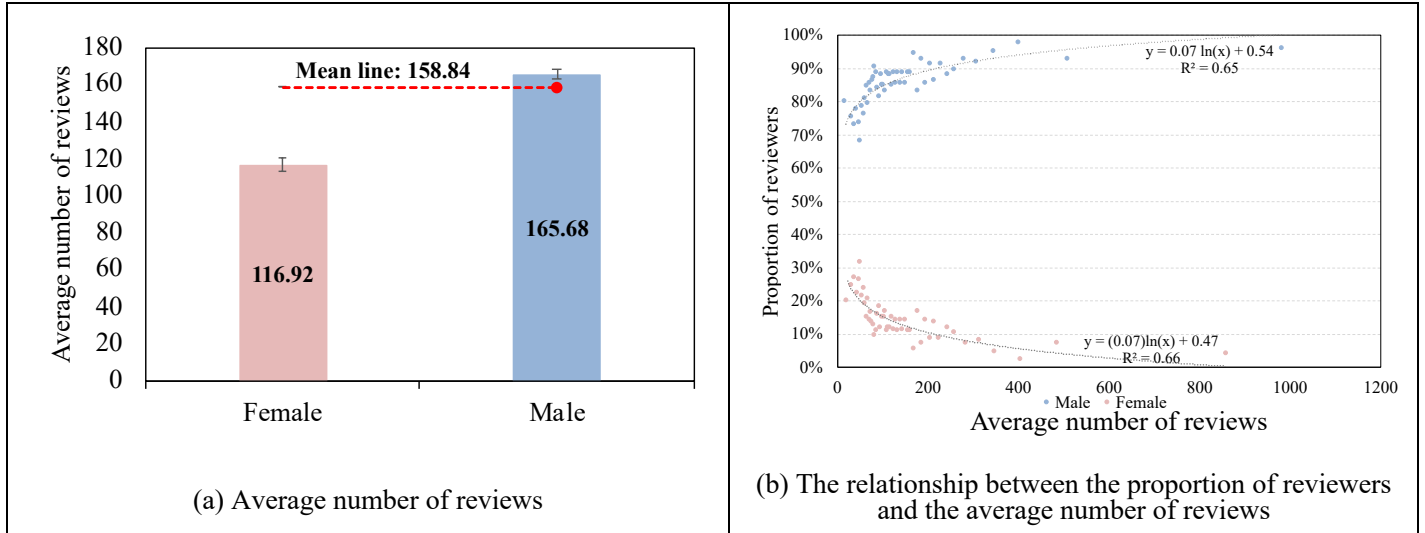 Average number of reviews
180
160
140
120
100
80
60
40
20
0
Mean line: 158.84
116.92
165.68
Female
Male
(a) Average number of reviews
Proportion of reviewers
100%
90%
80%
70%
60%
50%
40%
30%
20%
10%
0%
y = 0.07 ln(x) + 0.54
R² = 0.65
y = (0.07)ln(x) + 0.47
R² = 0.66
0
200
400
600
800
1000
1200
Male
Female
Average number of reviews
(b) The relationship between the proportion of reviewers
and the average number of reviews